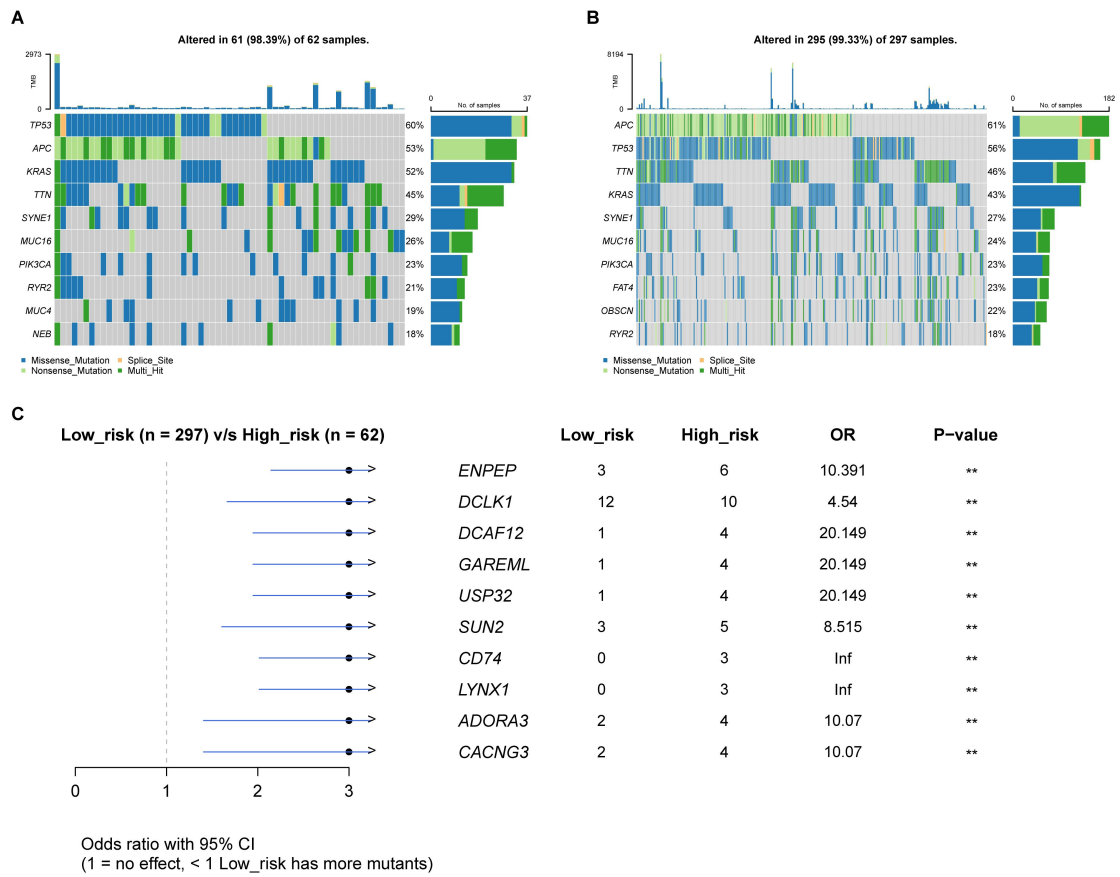 A
Altered in 61 (98.39%) of 62 samples.
2973
TMB
0
0 37
No. of samples
TP53 60%
APC 53%
KRAS 52%
TTN 45%
SYNE1 29%
MUC16 26%
PIK3CA 23%
RYR2 21%
MUC4 19%
NEB 18%
Missense_Mutation Splice_Site
Nonsense_Mutation Multi_Hit
B
Altered in 295 (99.33%) of 297 samples.
8194
TMB
0
0 182
No. of samples
APC 61%
TP53 56%
TTN 46%
KRAS 43%
SYNE1 27%
MUC16 24%
PIK3CA 23%
FAT4 23%
OBSCN 22%
RYR2 18%
Missense_Mutation Splice_Site
Nonsense_Mutation Multi_Hit
C
Low_risk (n = 297) v/s High_risk (n = 62) Low_risk High_risk OR P−value
ENPEP 3 6 10.391 **
DCLK1 12 10 4.54 **
DCAF12 1 4 20.149 **
GAREML 1 4 20.149 **
USP32 1 4 20.149 **
SUN2 3 5 8.515 **
CD74 0 3 Inf **
LYNX1 0 3 Inf **
ADORA3 2 4 10.07 **
CACNG3 2 4 10.07 **
0 1 2 3
Odds ratio with 95% CI
(1 = no effect, < 1 Low_risk has more mutants)